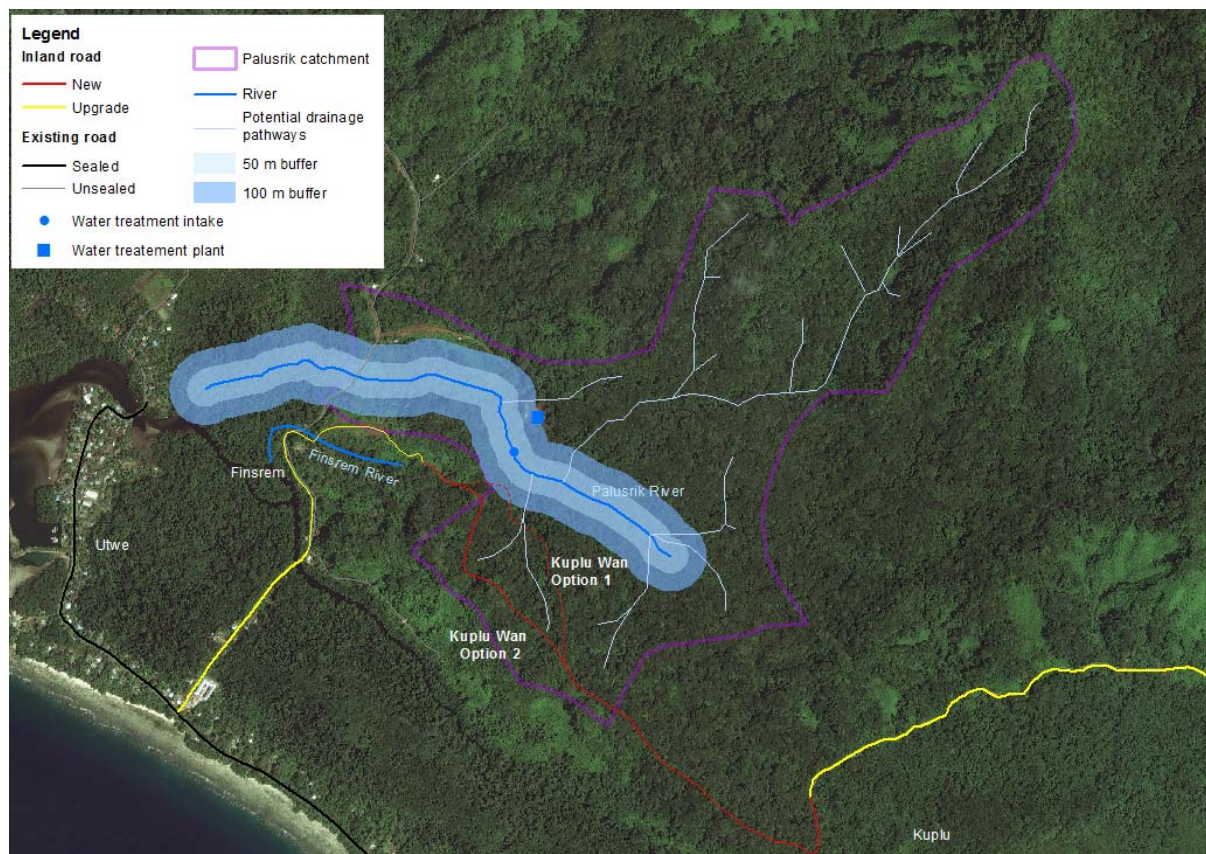 Legend
Inland road
New
Upgrade
Existing road
Sealed
Unsealed
Water treatment intake
Water treatement plant
Palusrik catchment
River
Potential drainage
pathways
50 m buffer
100 m buffer
Finsrem
Finsrem River
Palusrik River
Utwe
Kuplu Wan
Option 1
Kuplu Wan
Option 2
Kuplu